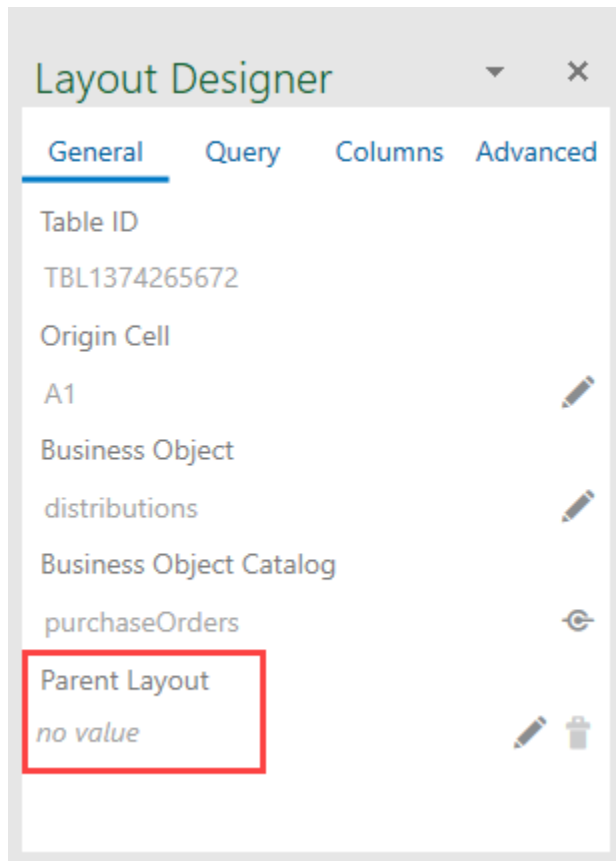 Layout Designer
General Query Columns Advanced
Table ID
TBL1374265672
Origin Cell
A1
Business Object
distributions
Business Object Catalog
purchaseOrders
Parent Layout
no value